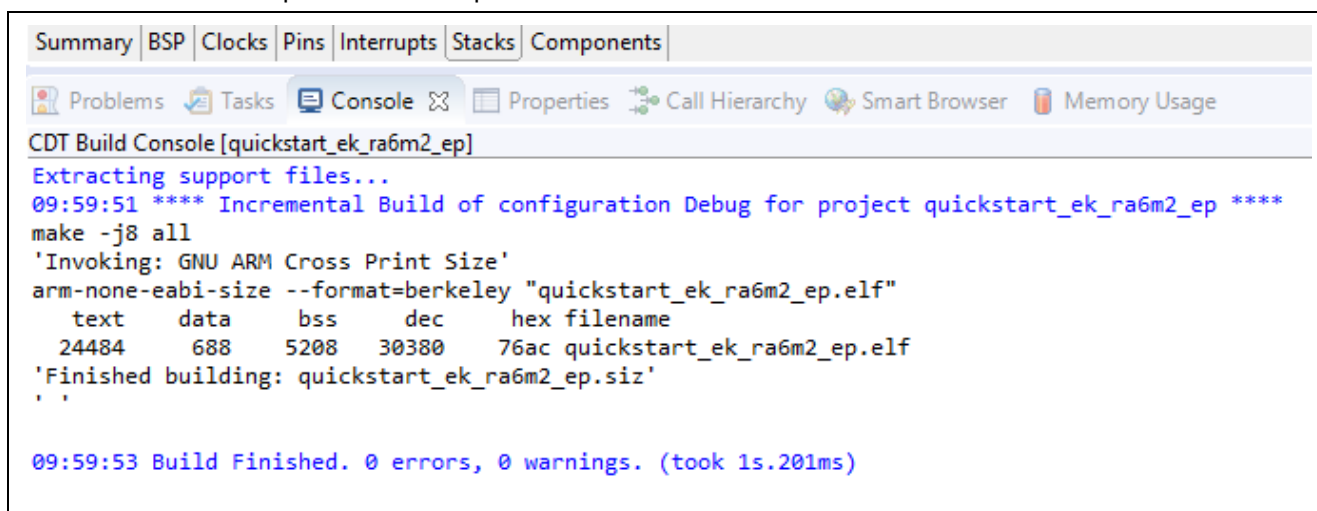 Summary BSP Clocks Pins Interrupts Stacks Components
Problems Tasks Console Properties Call Hierarchy Smart Browser Memory Usage
CDT Build Console [quickstart_ek_ra6m2_ep]
Extracting support files...
09:59:51 **** Incremental Build of configuration Debug for project quickstart_ek_ra6m2_ep ****
make -j8 all
'Invoking: GNU ARM Cross Print Size'
arm-none-eabi-size --format=berkeley "quickstart_ek_ra6m2_ep.elf"
   text    data     bss     dec     hex filename
  24484     688    5208   30380    76ac quickstart_ek_ra6m2_ep.elf
'Finished building: quickstart_ek_ra6m2_ep.siz'
' '
09:59:53 Build Finished. 0 errors, 0 warnings. (took 1s.201ms)